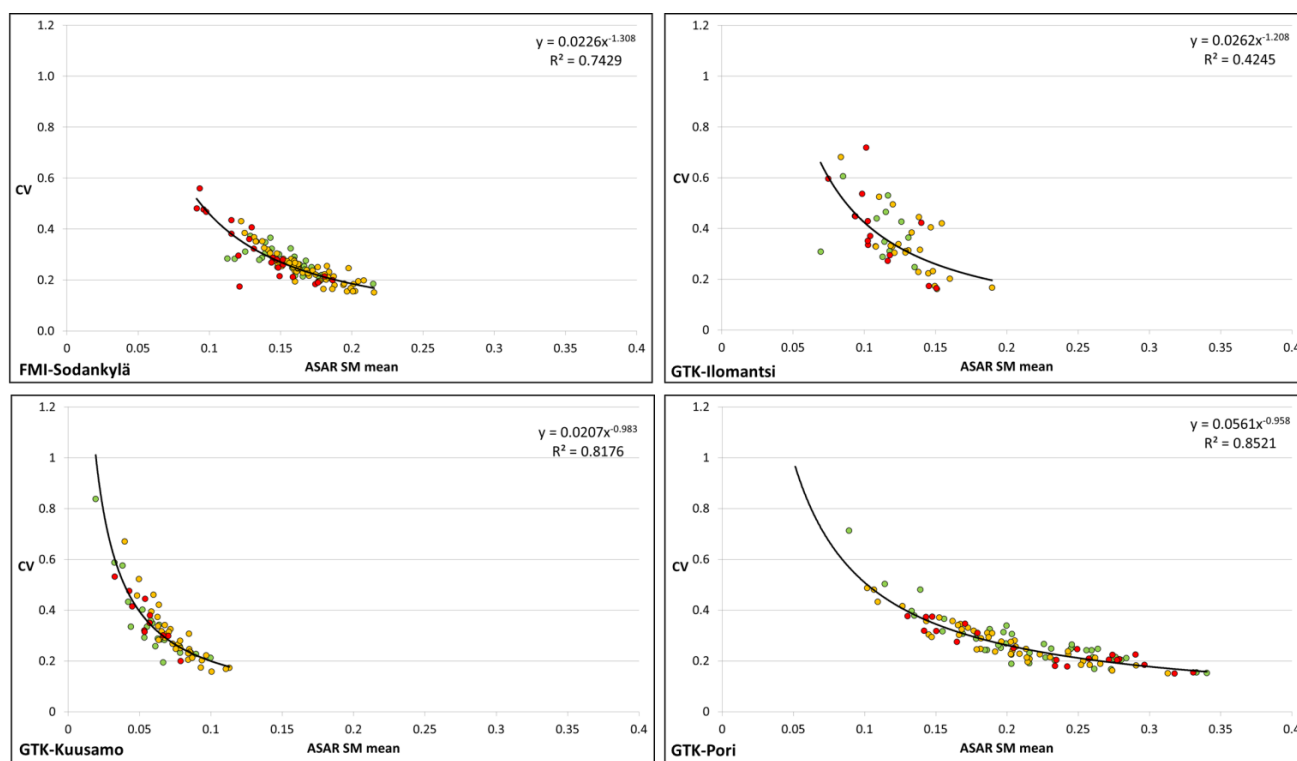 y = 0.0226x^-1.308
R² = 0.7429
1.2
1.0
0.8
0.6
CV
0.4
0.2
0.0
0 0.05 0.1 0.15 0.2 0.25 0.3 0.35 0.4
FMI-Sodankylä ASAR SM mean
y = 0.0262x^-1.208
R² = 0.4245
1.2
1
0.8
0.6
CV
0.4
0.2
0
0 0.05 0.1 0.15 0.2 0.25 0.3 0.35 0.4
GTK-Ilomantsi ASAR SM mean
y = 0.0207x^-0.983
R² = 0.8176
1.2
1
0.8
0.6
CV
0.4
0.2
0
0 0.05 0.1 0.15 0.2 0.25 0.3 0.35 0.4
GTK-Kuusamo ASAR SM mean
y = 0.0561x^-0.958
R² = 0.8521
1.2
1
0.8
0.6
CV
0.4
0.2
0
0 0.05 0.1 0.15 0.2 0.25 0.3 0.35 0.4
GTK-Pori ASAR SM mean